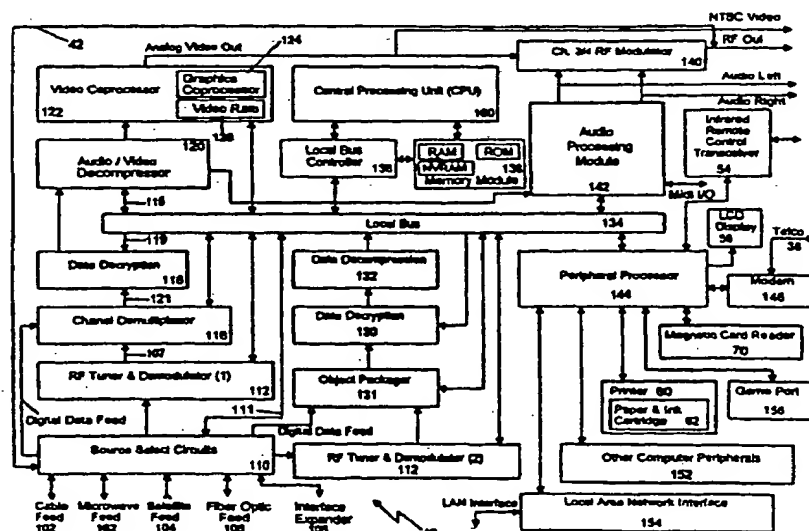 NTSC Video
RF Out
42
Analog Video Out
124
Ch. 3/4 RF Modulator
140
Audio Left
Audio Right
Video Coprocessor
122
Graphics
Coprocessor
Video RAM
Central Processing Unit (CPU)
160
120
Audio / Video
Decompressor
Local Bus
Controller
138
RAM
ROM
NVRAM
136
Memory Module
Audio
Processing
Module
142
Infrared
Remote
Control
Transceiver
54
Midi I/O
115
Local Bus
134
119
LCD
Display
56
Telco
Data Decryption
118
Data Decompression
132
Peripheral Processor
144
Modem
146
121
Channel Demultiplexor
116
Data Decryption
130
Magnetic Card Reader
70
107
RF Tuner & Demodulator (1)
112
Object Packager
131
Printer 60
Paper & Ink
Cartridge 62
Game Port
156
Digital Data Feed
111
Digital Data Feed
Source Select Circuits
110
RF Tuner & Demodulator (2)
112
Other Computer Peripherals
152
Cable
Feed
102
Microwave
Feed
162
Satellite
Feed
104
Fiber Optic
Feed
Interface
Expander
LAN Interface
Local Area Network Interface
154